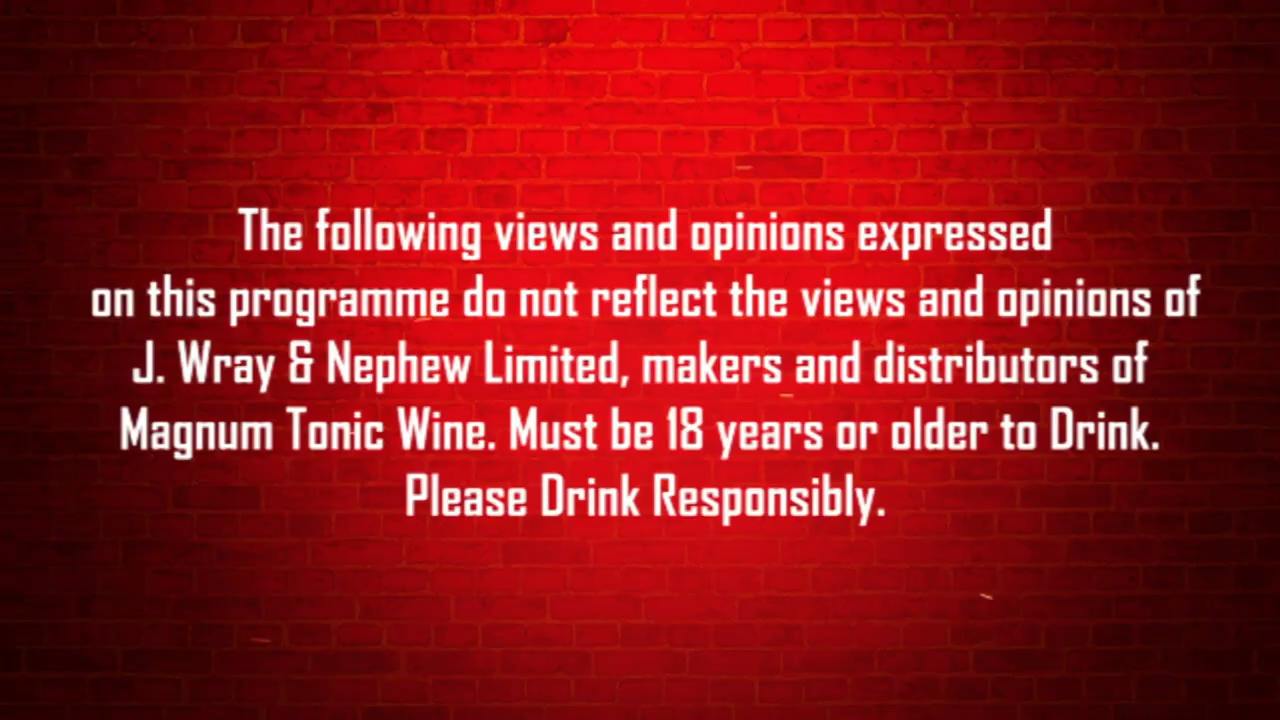 The following views and opinions expressed
on this programme do not reflect the views and opinions of
J. Wray & Nephew Limited, makers and distributors of
Magnum Tonic Wine. Must be 18 years or older to Drink.
Please Drink Responsibly.